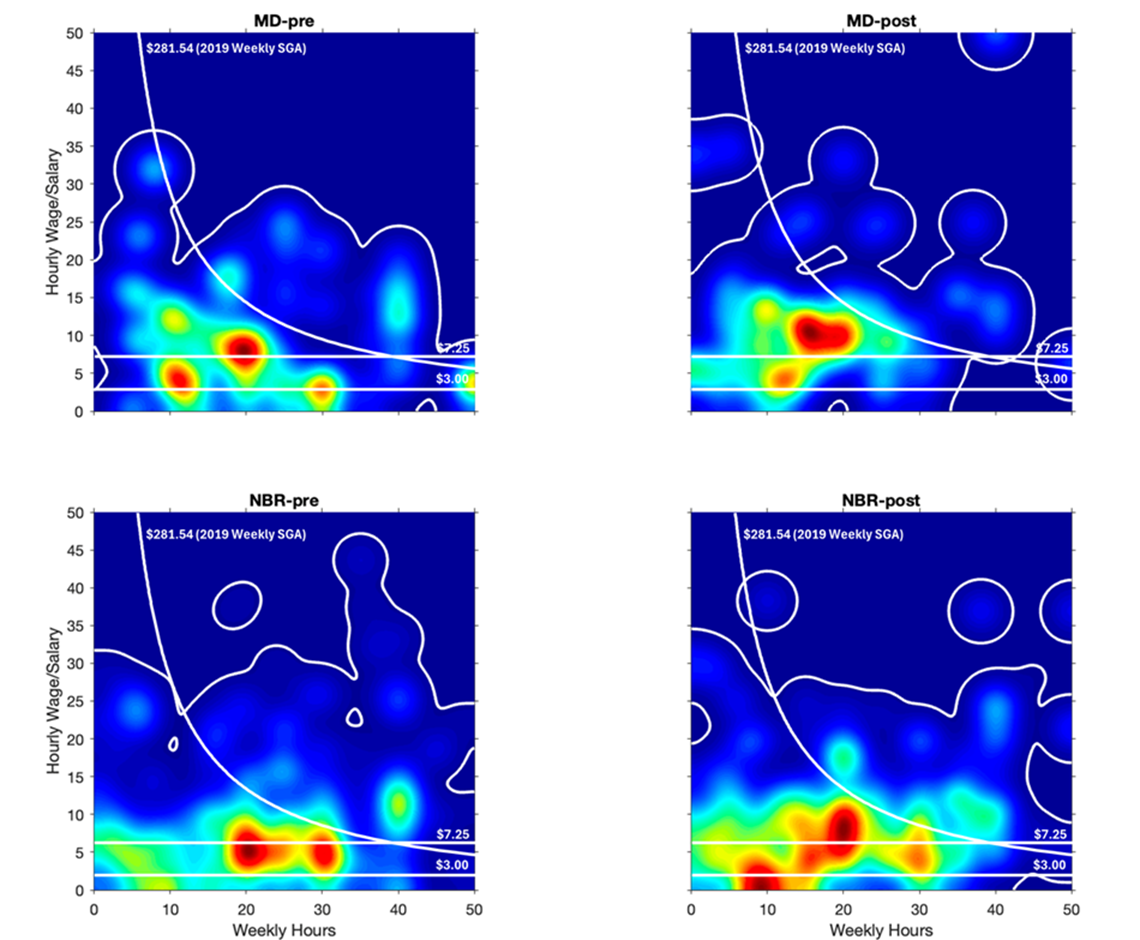 MD-pre
50
45
40
35
30
25
20
15
10
5
0
Hourly Wage/Salary
$281.54 (2019 Weekly SGA)
$7.25
$3.00
MD-post
$281.54 (2019 Weekly SGA)
$7.25
$3.00
NBR-pre
50
45
40
35
30
25
20
15
10
5
0
Hourly Wage/Salary
$281.54 (2019 Weekly SGA)
$7.25
$3.00
0 10 20 30 40 50
Weekly Hours
NBR-post
$281.54 (2019 Weekly SGA)
$7.25
$3.00
0 10 20 30 40 50
Weekly Hours